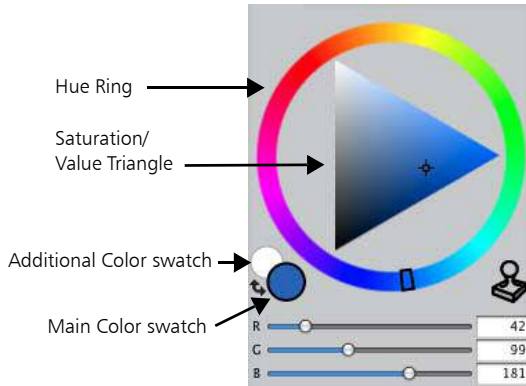 Hue Ring
Saturation/
Value Triangle
Additional Color swatch
Main Color swatch
R 42
G 99
B 181